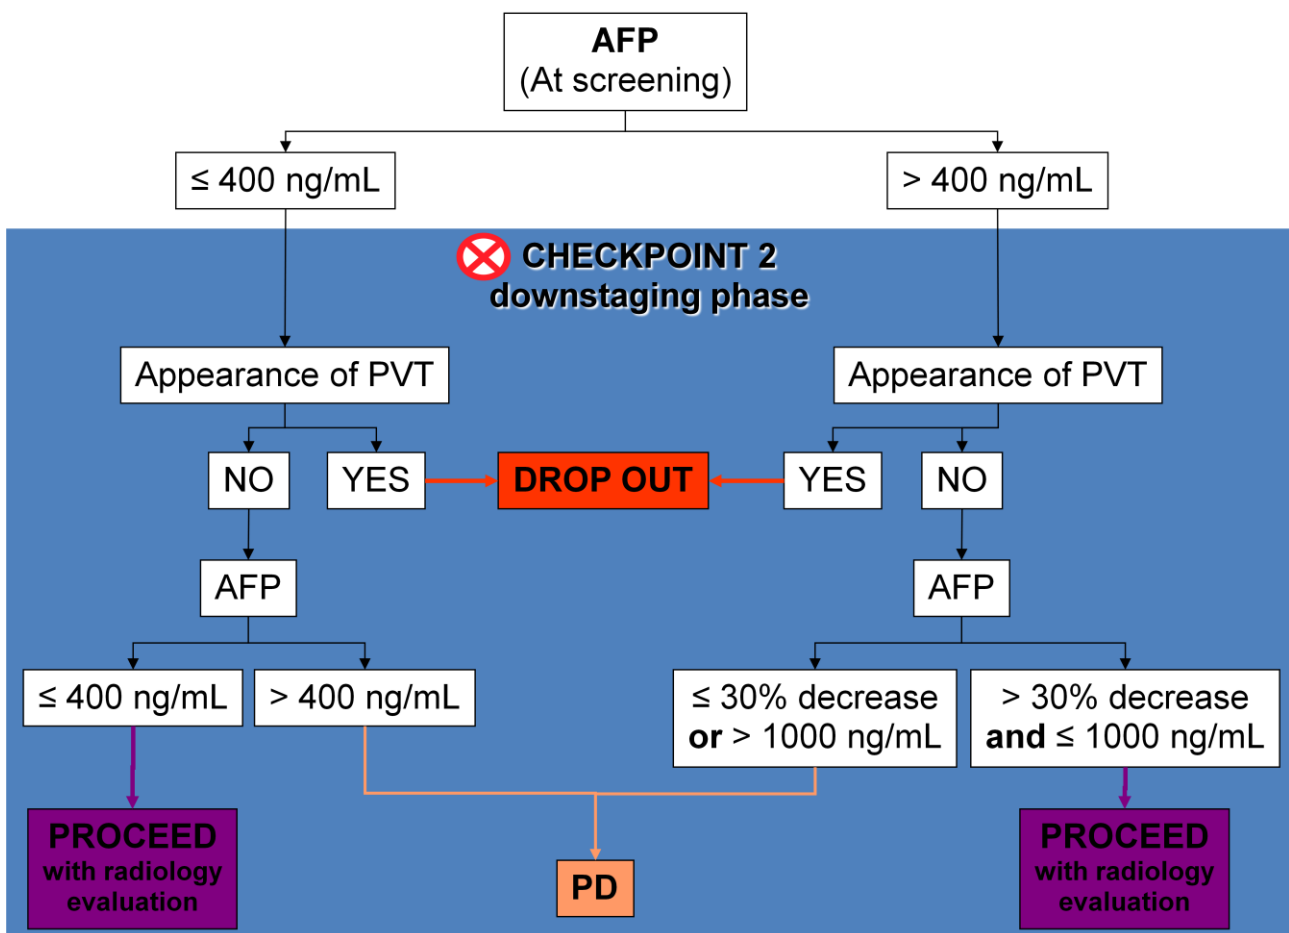 AFP
(At screening)
≤ 400 ng/mL
> 400 ng/mL
CHECKPOINT 2
downstaging phase
Appearance of PVT
Appearance of PVT
NO
YES
DROP OUT
YES
NO
AFP
AFP
≤ 400 ng/mL
> 400 ng/mL
≤ 30% decrease
or > 1000 ng/mL
> 30% decrease
and ≤ 1000 ng/mL
PROCEED
with radiology
evaluation
PD
PROCEED
with radiology
evaluation